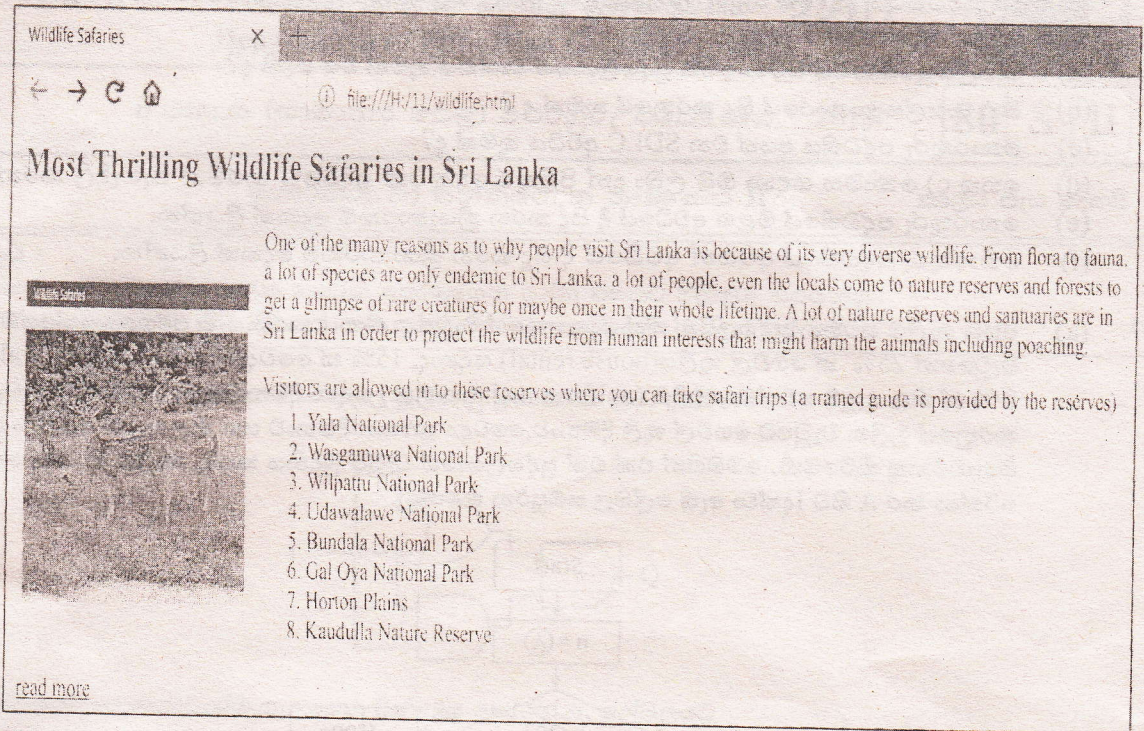 Wildlife Safaries
file:///H:/11/wildlife.html
Most Thrilling Wildlife Safaries in Sri Lanka
One of the many reasons as to why people visit Sri Lanka is because of its very diverse wildlife. From flora to fauna,
a lot of species are only endemic to Sri Lanka. a lot of people, even the locals come to nature reserves and forests to
get a glimpse of rare creatures for maybe once in their whole lifetime. A lot of nature reserves and santuaries are in
Sri Lanka in order to protect the wildlife from human interests that might harm the animals including poaching.
Wildlife Safaries
Visitors are allowed in to these reserves where you can take safari trips (a trained guide is provided by the reserves)
1. Yala National Park
2. Wasgamuwa National Park
3. Wilpattu National Park
4. Udawalawe National Park
5. Bundala National Park
6. Gal Oya National Park
7. Horton Plains
8. Kaudulla Nature Reserve
read more